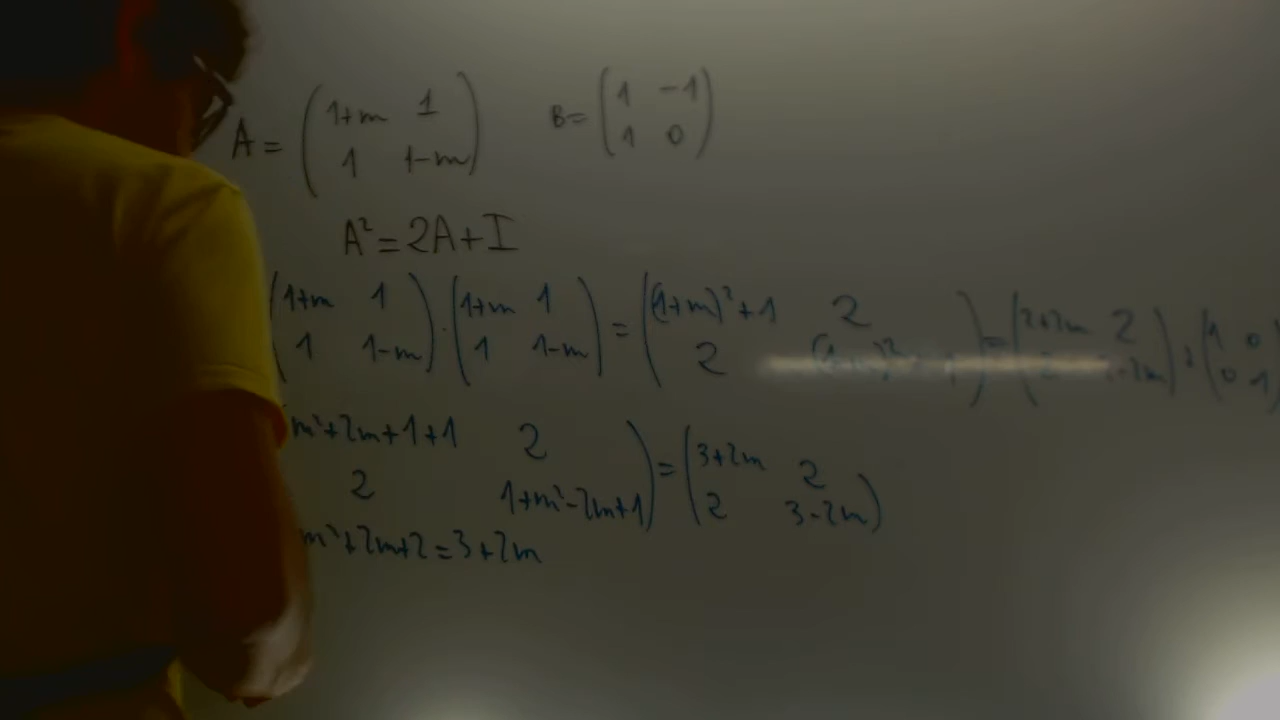 A = (1+m 1 B = (1 -1
1 1-m) 1 0)
A² = 2A + I
(1+m 1 (1+m 1 ((1+m)²+1 2 (2+2m 2 (1 0
1 1-m) · 1 1-m) = 2 ) = -2m) + 0 1)
m²+2m+1+1 2 (3+2m 2
2 1+m²-2m+1) = 2 3-2m)
m²+2m+2 = 3+2m